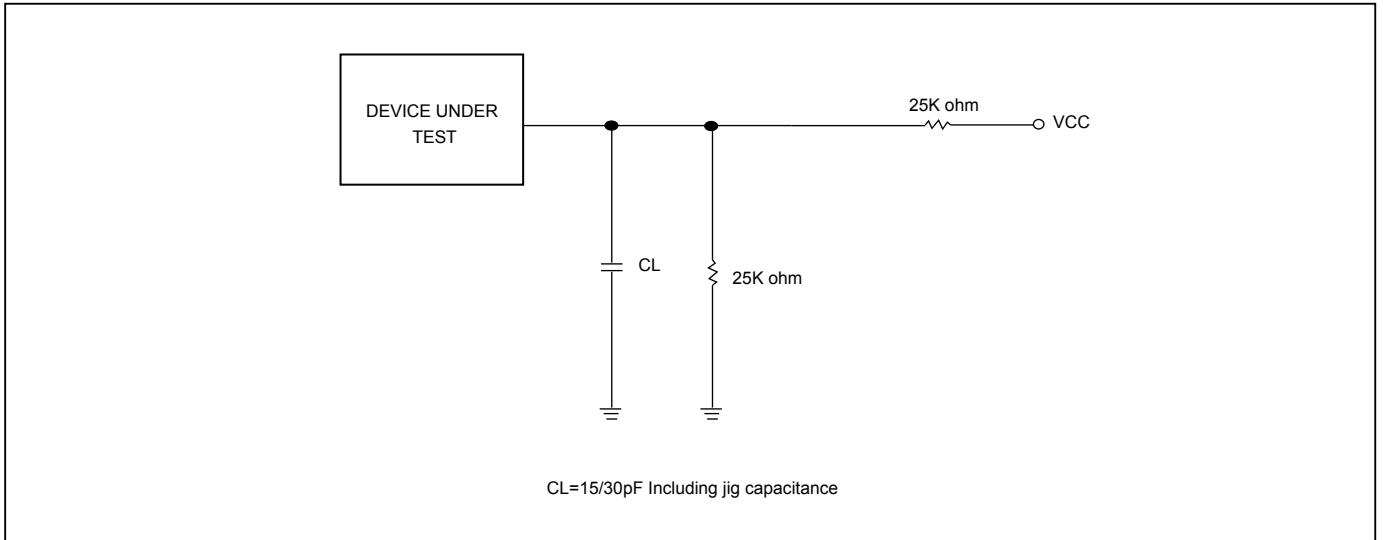 DEVICE UNDER
TEST
25K ohm
VCC
CL
25K ohm
CL=15/30pF Including jig capacitance